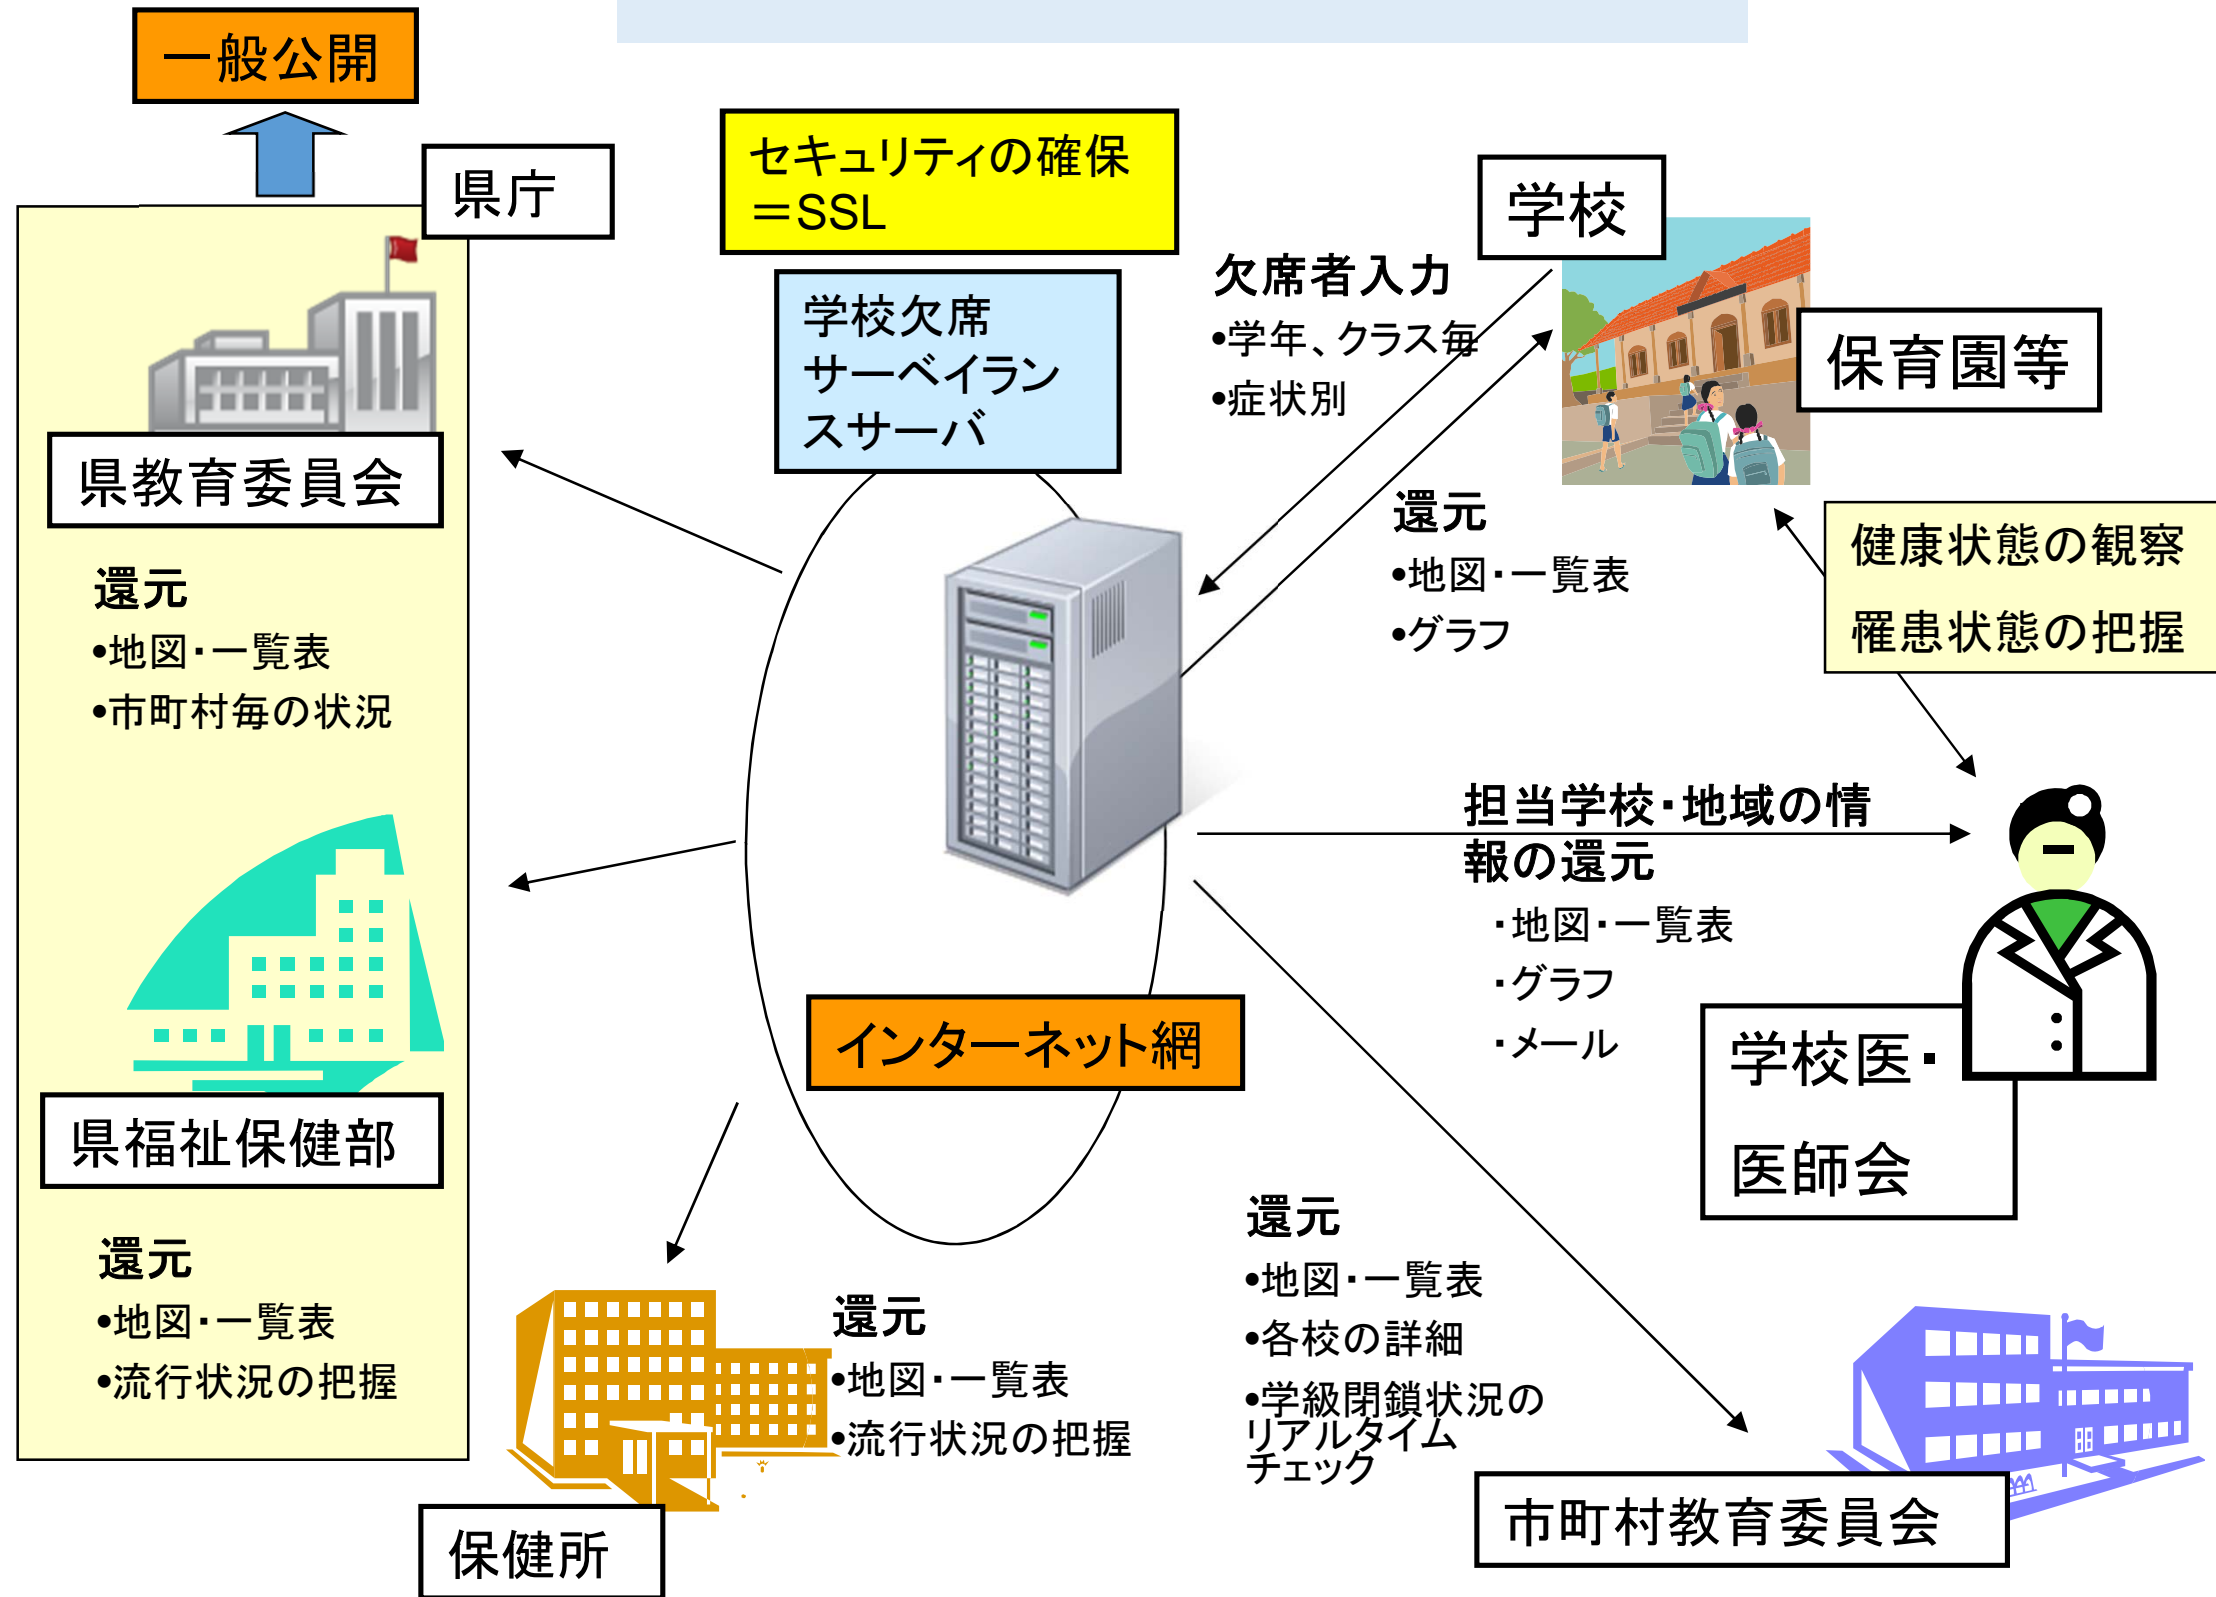 一般公開
県庁
県教育委員会
還元
•地図・一覧表
•市町村毎の状況
県福祉保健部
還元
•地図・一覧表
•流行状況の把握
セキュリティの確保
＝SSL
学校欠席
サーベイラン
スサーバ
インターネット網
保健所
還元
•地図・一覧表
•流行状況の把握
学校
保育園等
欠席者入力
•学年、クラス毎
•症状別
還元
•地図・一覧表
•グラフ
健康状態の観察
罹患状態の把握
担当学校・地域の情
報の還元
・地図・一覧表
・グラフ
・メール
学校医・
医師会
還元
•地図・一覧表
•各校の詳細
•学級閉鎖状況の
リアルタイム
チェック
市町村教育委員会